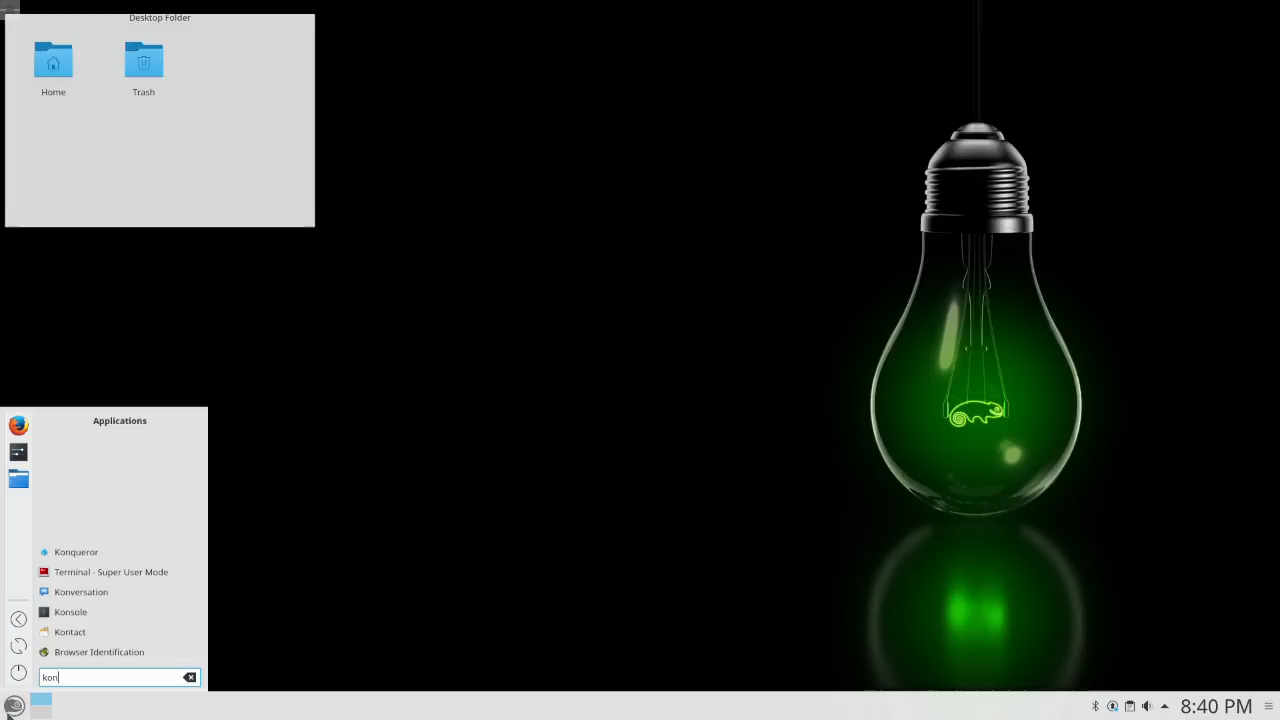 Desktop Folder
Home
Trash
Applications
Konqueror
Terminal - Super User Mode
Konversation
Konsole
Kontact
Browser Identification
kon
8:40 PM